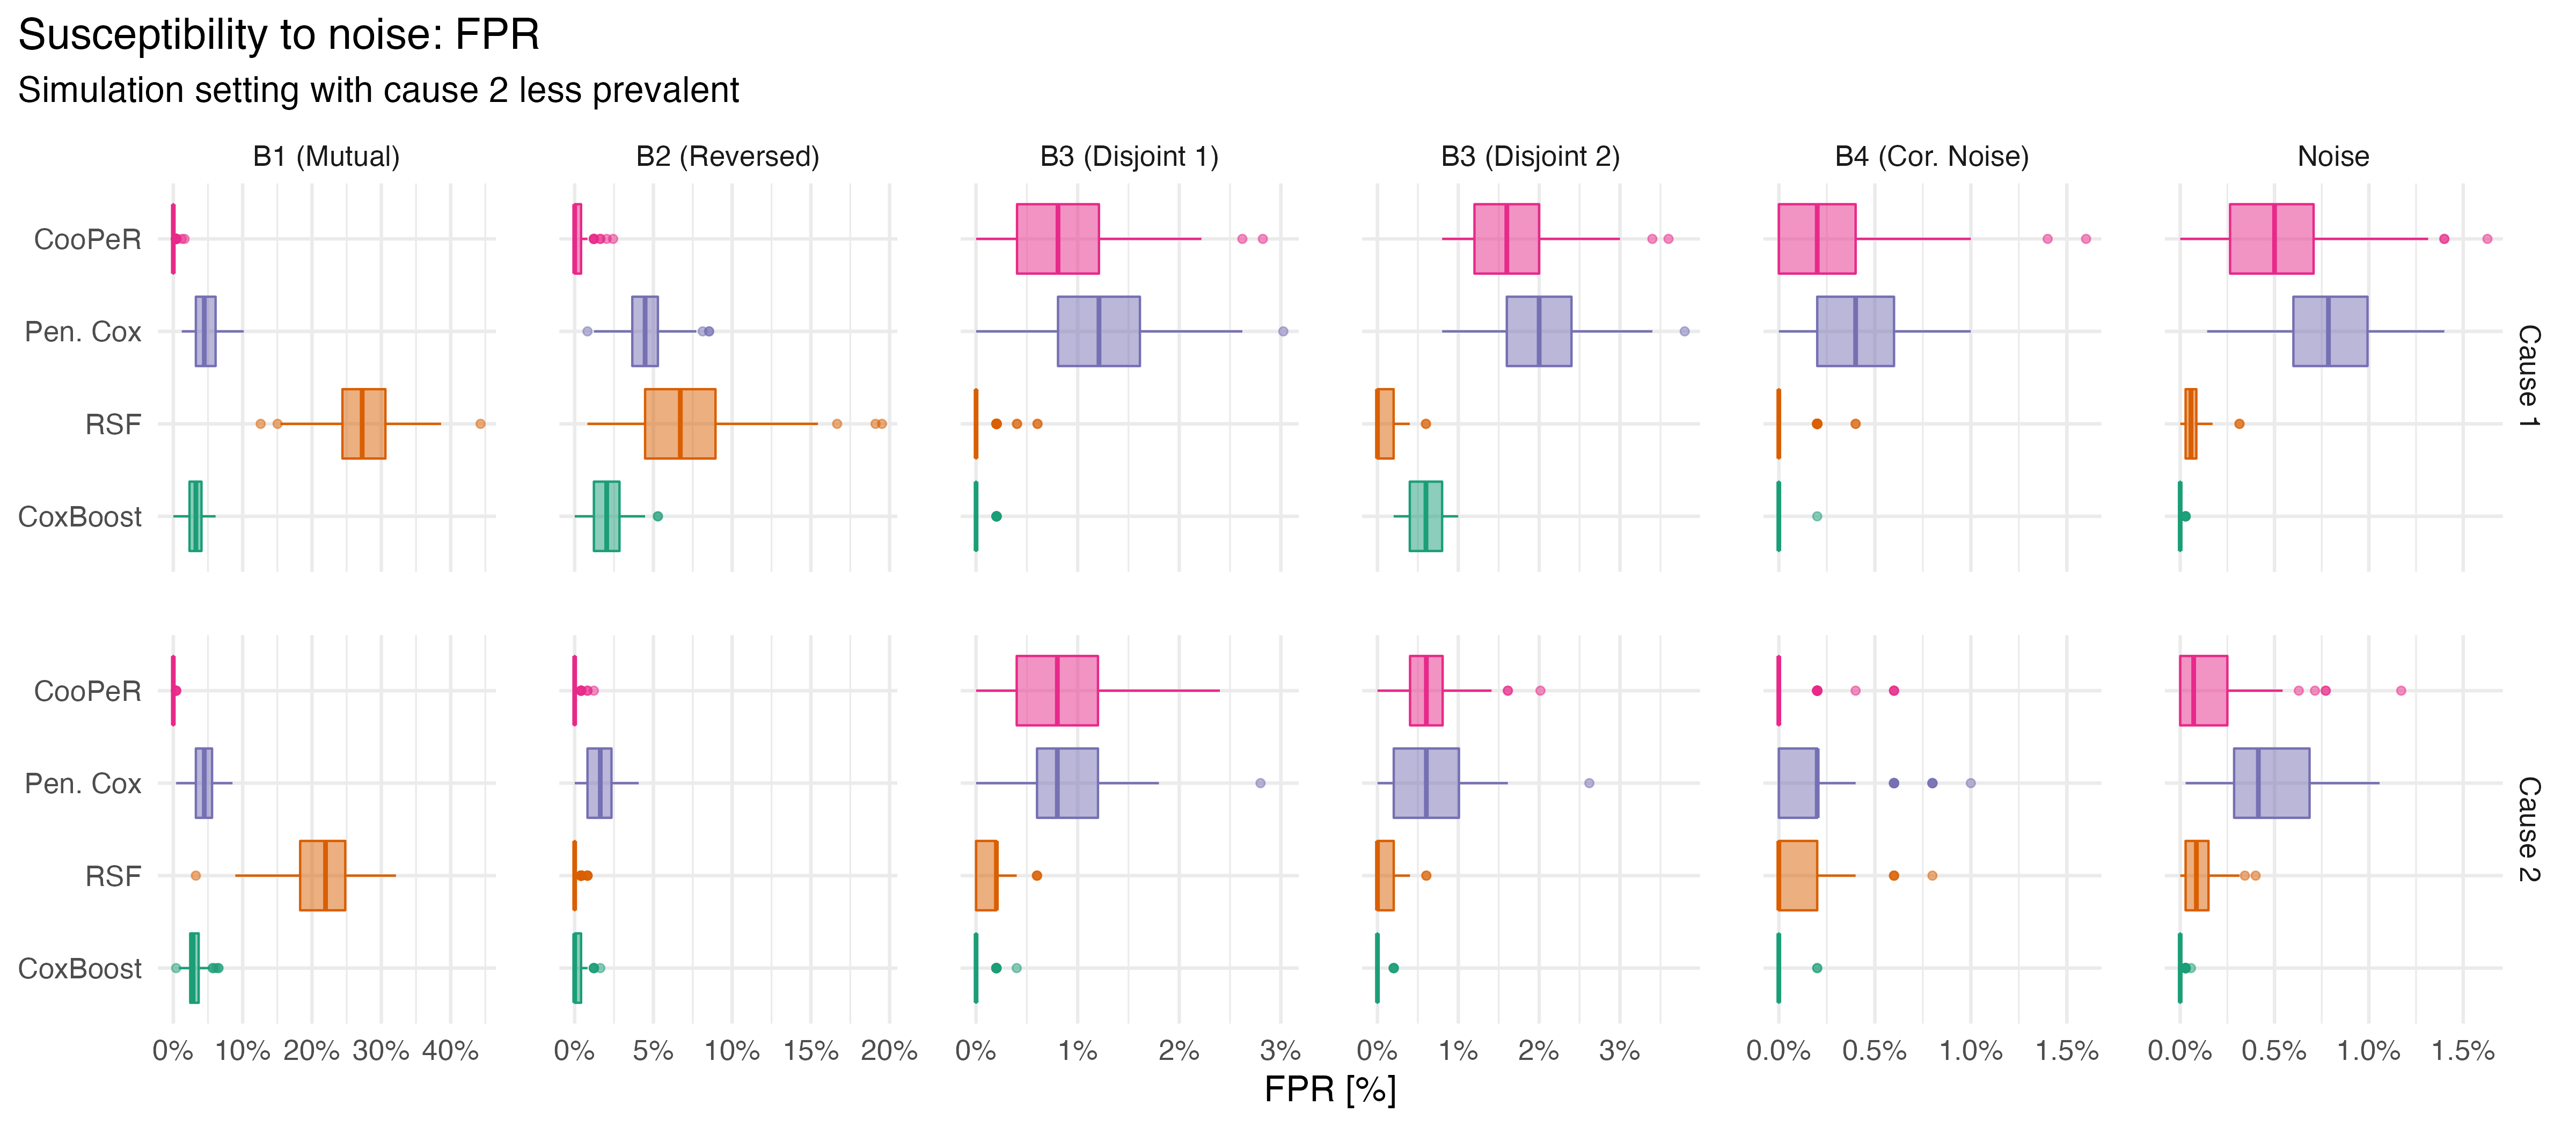 Susceptibility to noise: FPR
Simulation setting with cause 2 less prevalent
B1 (Mutual) B2 (Reversed) B3 (Disjoint 1) B3 (Disjoint 2) B4 (Cor. Noise) Noise
CooPeR
Pen. Cox
RSF
CoxBoost
Cause 1
CooPeR
Pen. Cox
RSF
CoxBoost
Cause 2
0% 10% 20% 30% 40% 0% 5% 10% 15% 20% 0% 1% 2% 3% 0% 1% 2% 3% 0.0% 0.5% 1.0% 1.5% 0.0% 0.5% 1.0% 1.5%
FPR [%]